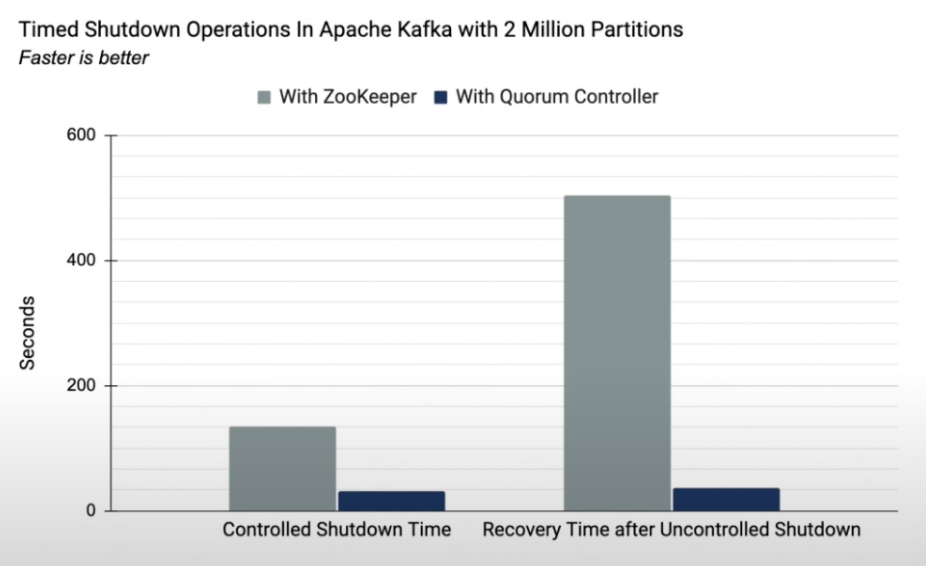 Timed Shutdown Operations In Apache Kafka with 2 Million Partitions
Faster is better
With ZooKeeper With Quorum Controller
600
400
200
0
Seconds
Controlled Shutdown Time Recovery Time after Uncontrolled Shutdown